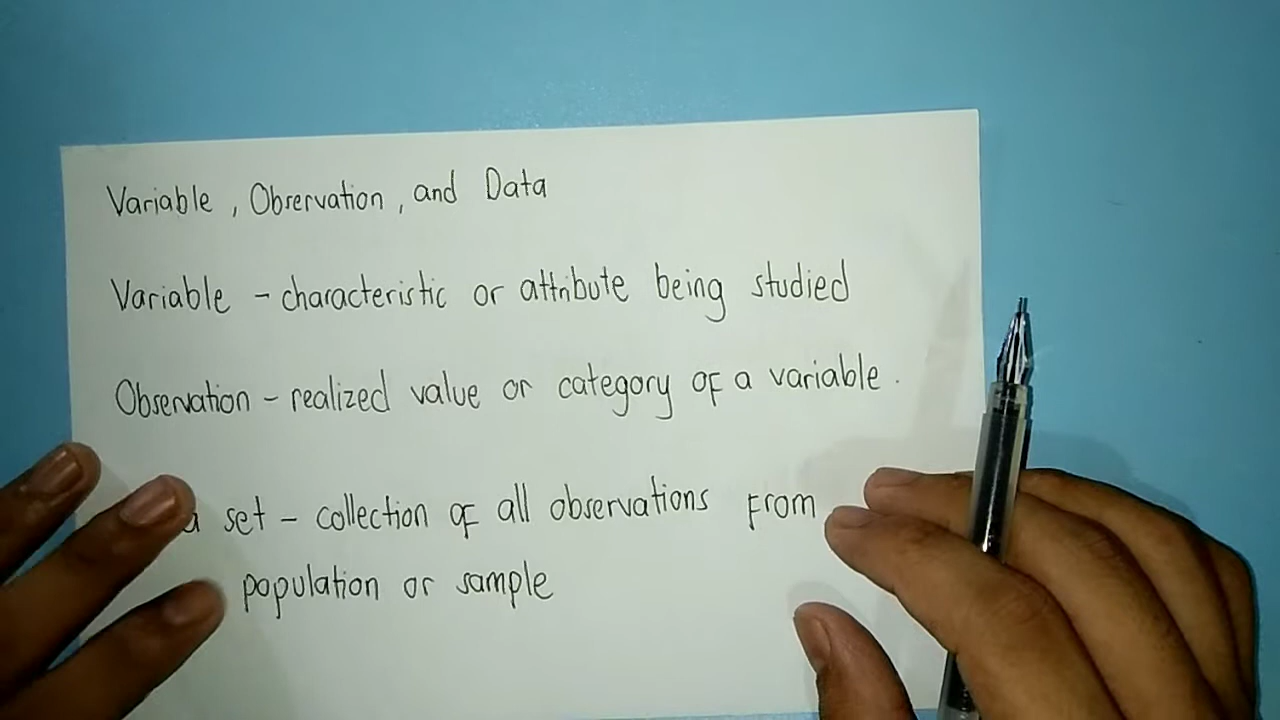 Variable, Observation, and Data
Variable - characteristic or attribute being studied
Observation - realized value or category of a variable.
set - collection of all observations from
population or sample